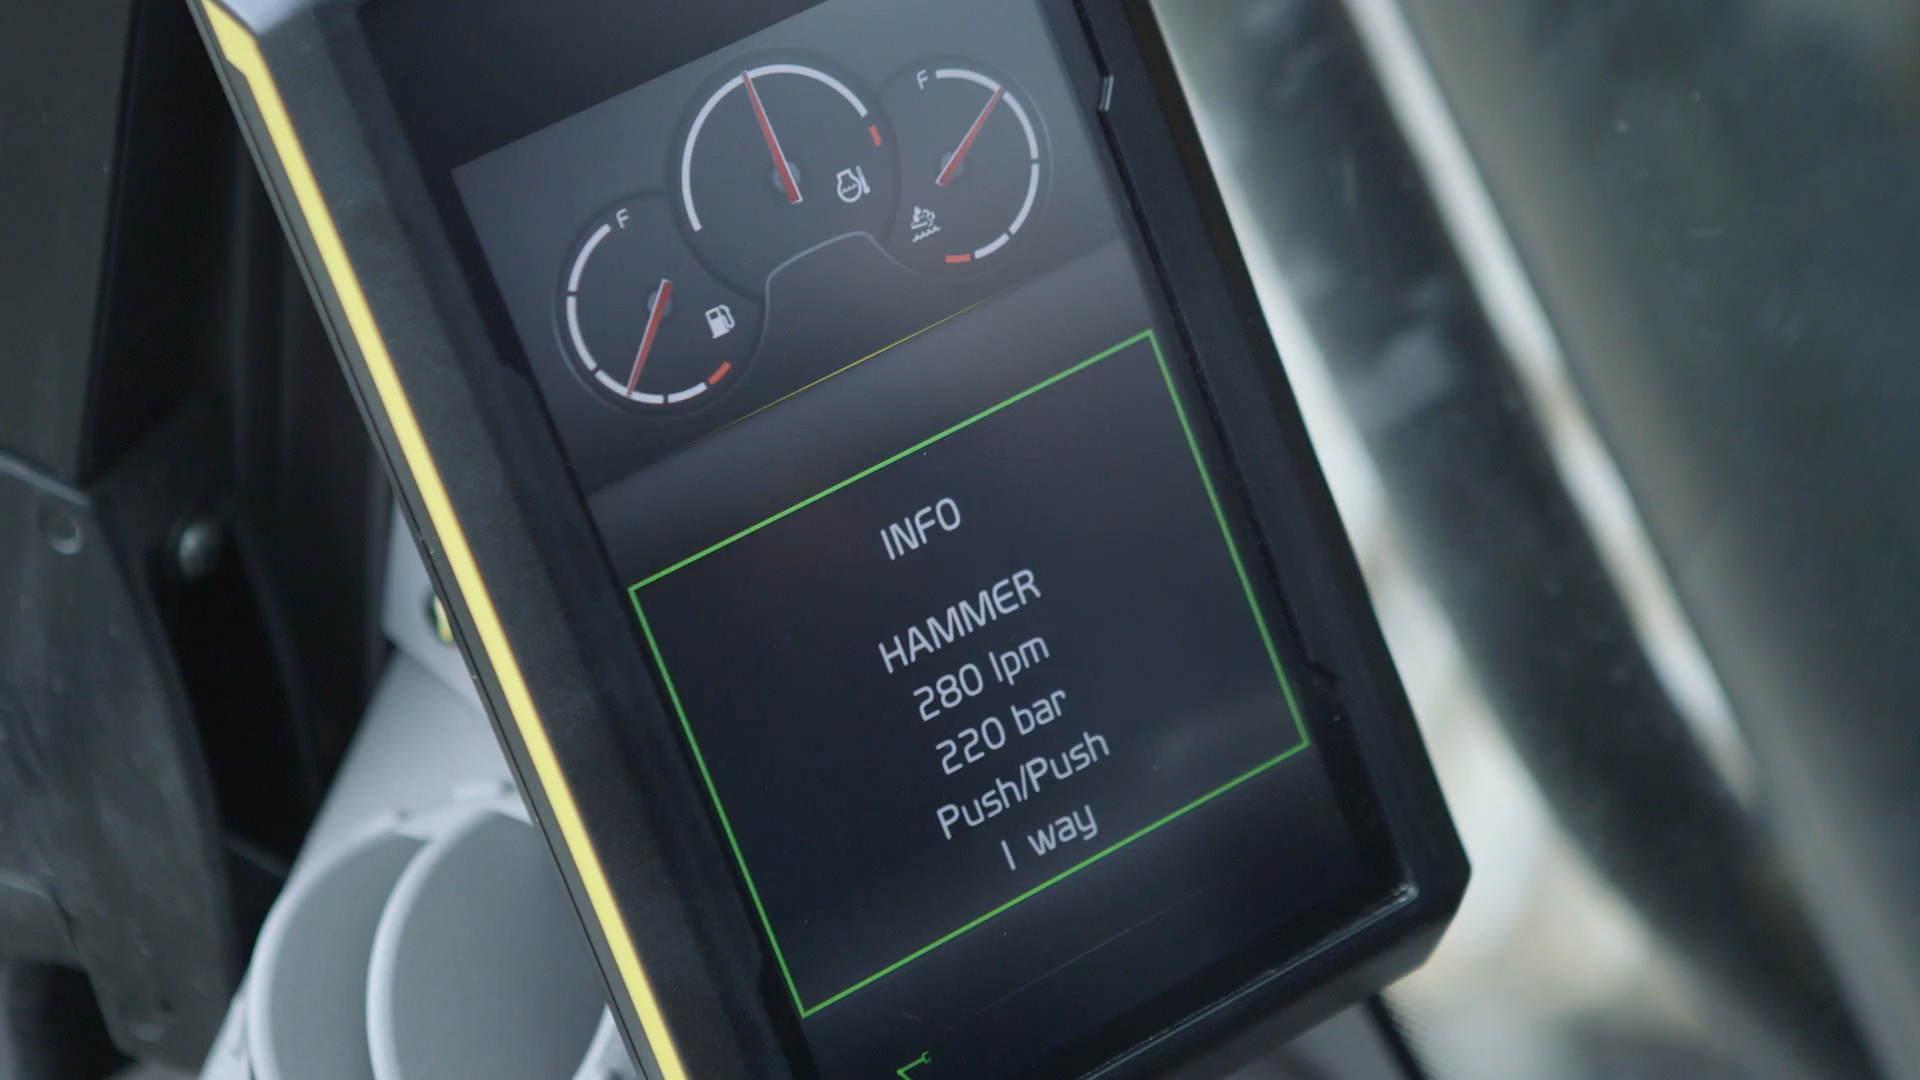 F
F
INFO
HAMMER
280 lpm
220 bar
Push/Push
1 way